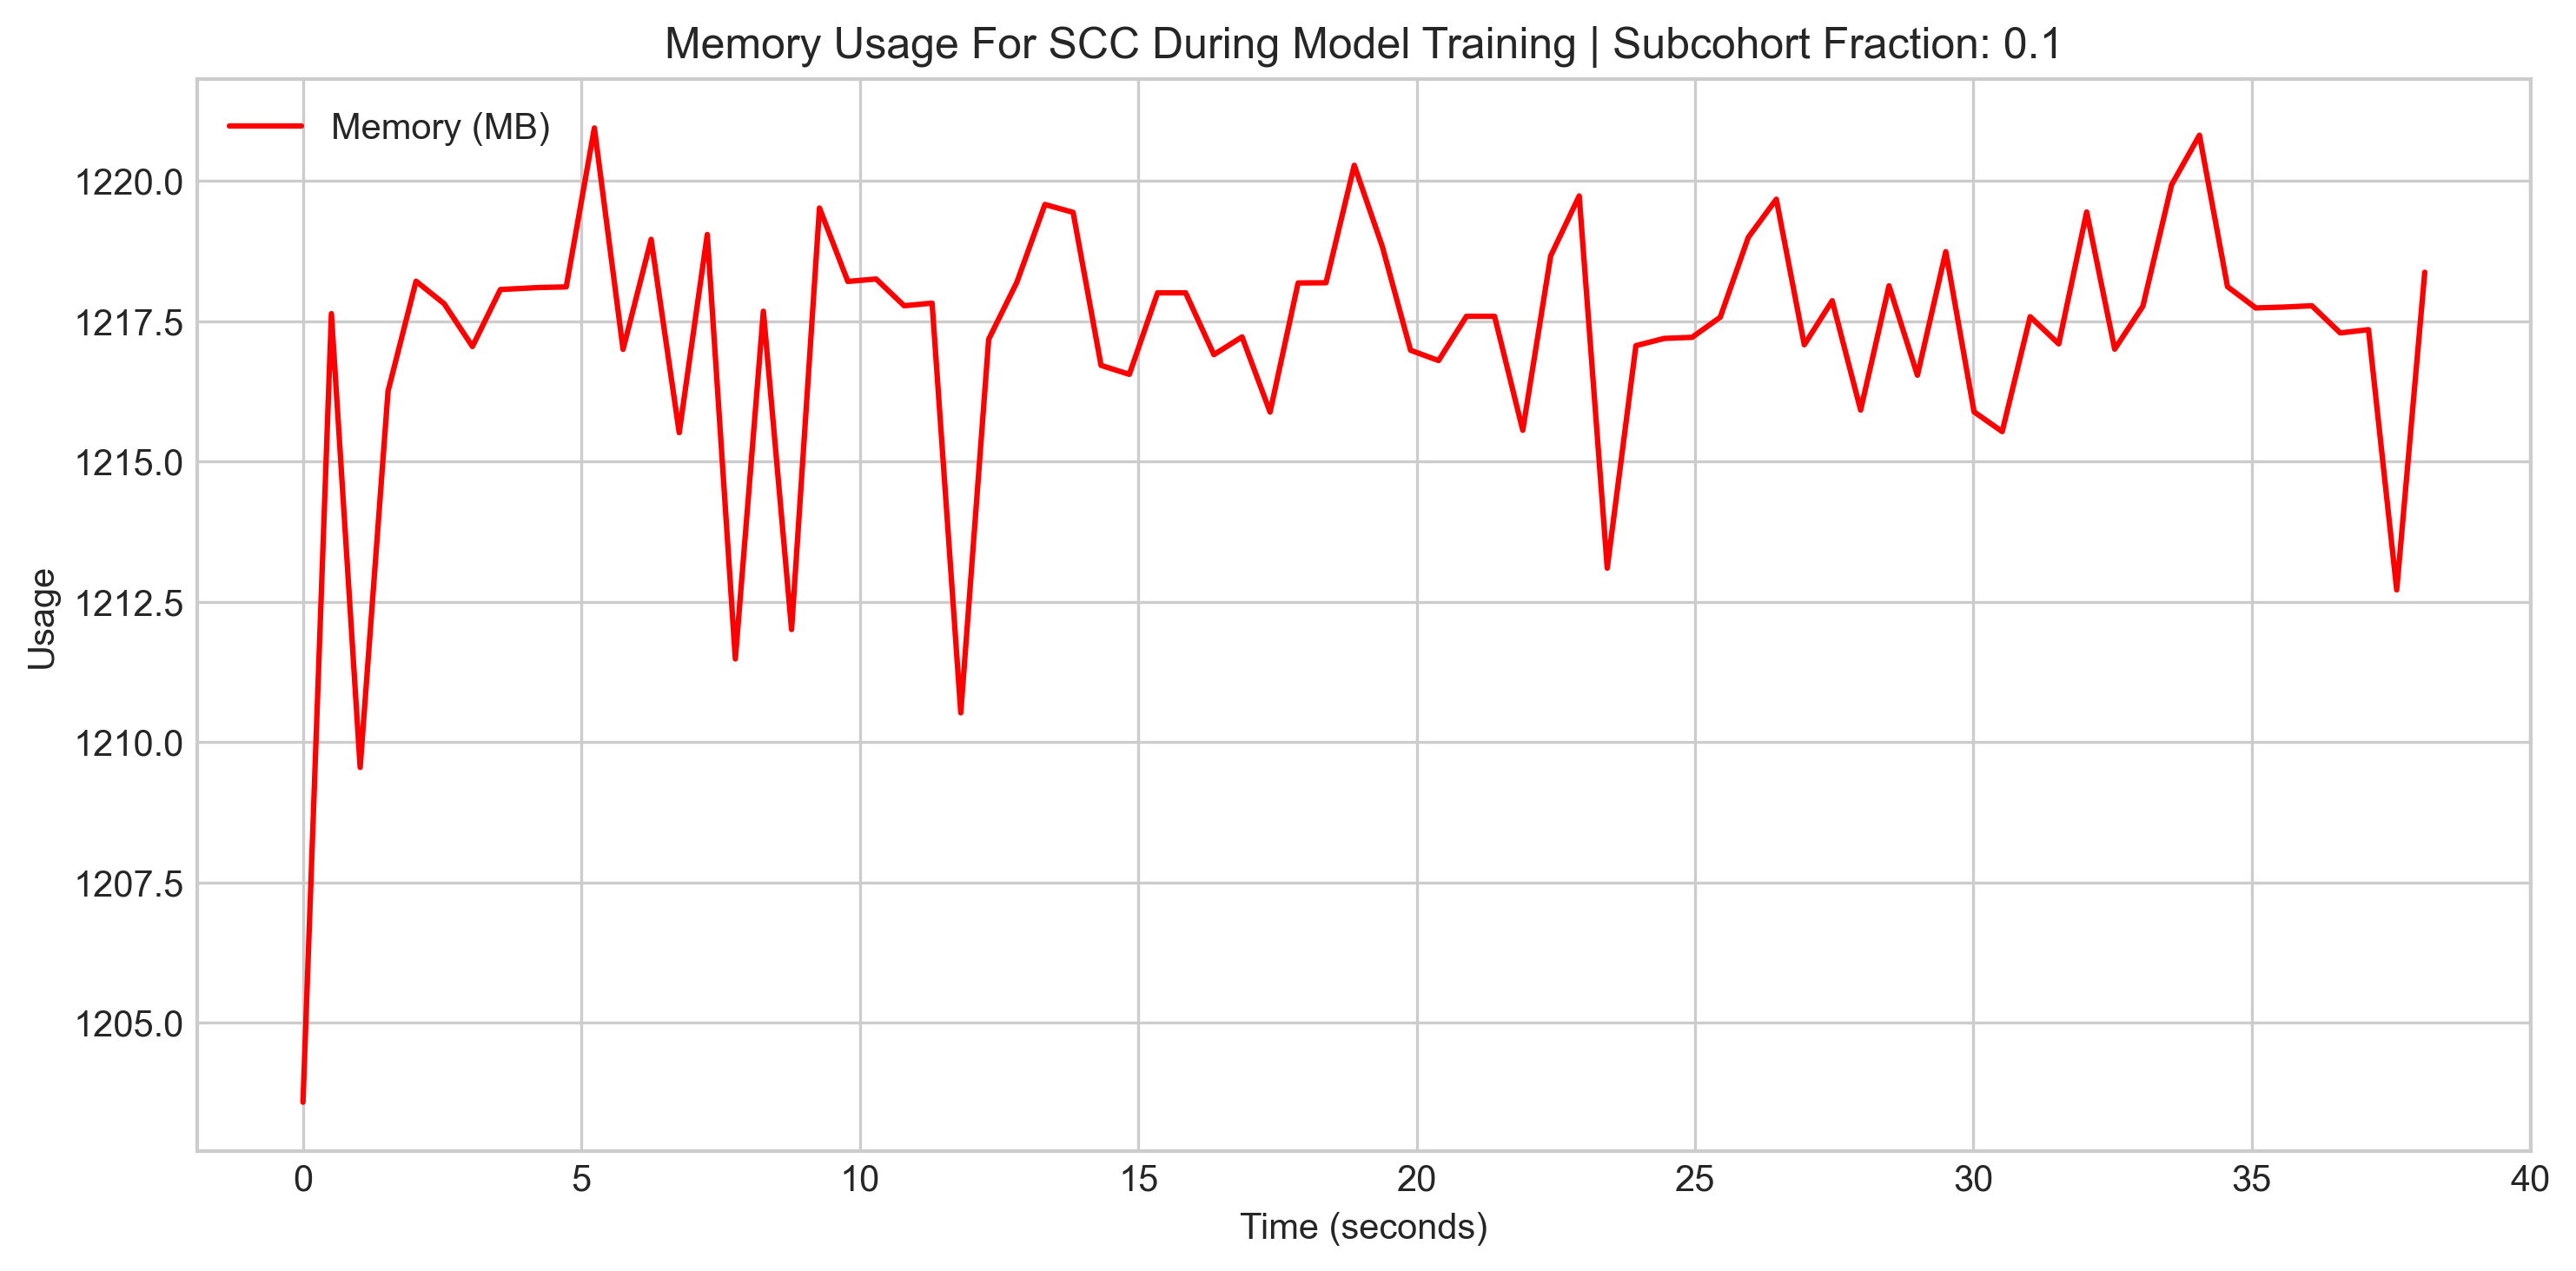 Memory Usage For SCC During Model Training | Subcohort Fraction: 0.1
Memory (MB)
1220.0
1217.5
1215.0
1212.5
1210.0
1207.5
1205.0
Usage
0 5 10 15 20 25 30 35 40
Time (seconds)